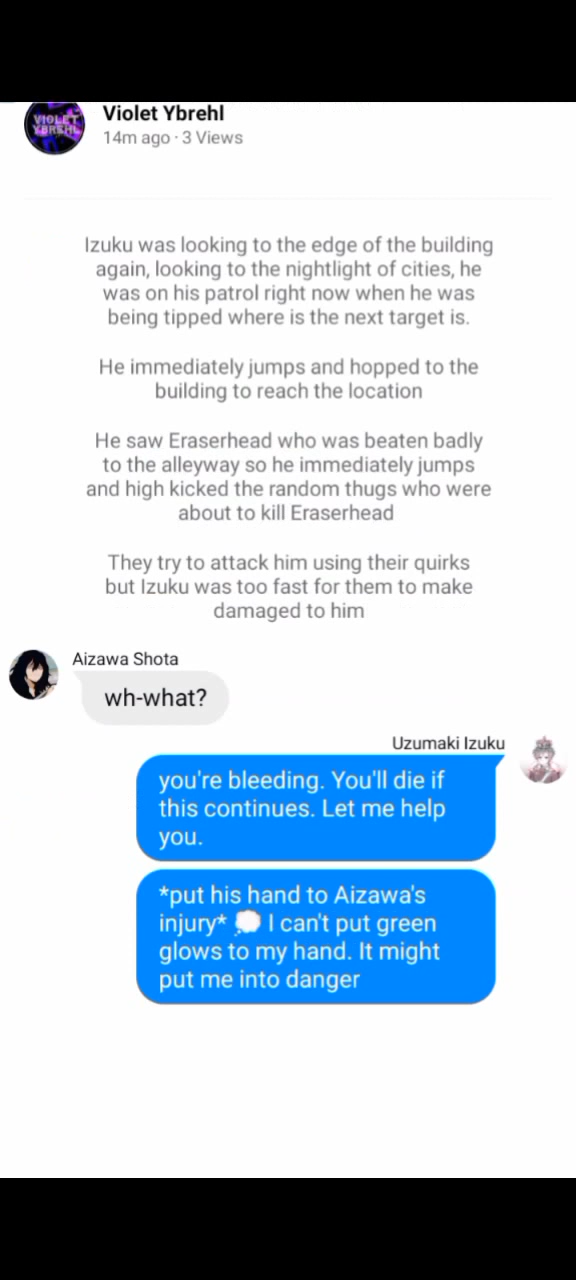 VIOLET
YBREHL
Violet Ybrehl
14m ago · 3 Views
Izuku was looking to the edge of the building
again, looking to the nightlight of cities, he
was on his patrol right now when he was
being tipped where is the next target is.
He immediately jumps and hopped to the
building to reach the location
He saw Eraserhead who was beaten badly
to the alleyway so he immediately jumps
and high kicked the random thugs who were
about to kill Eraserhead
They try to attack him using their quirks
but Izuku was too fast for them to make
damaged to him
Aizawa Shota
wh-what?
Uzumaki Izuku
you're bleeding. You'll die if
this continues. Let me help
you.
*put his hand to Aizawa's
injury* 💭 I can't put green
glows to my hand. It might
put me into danger